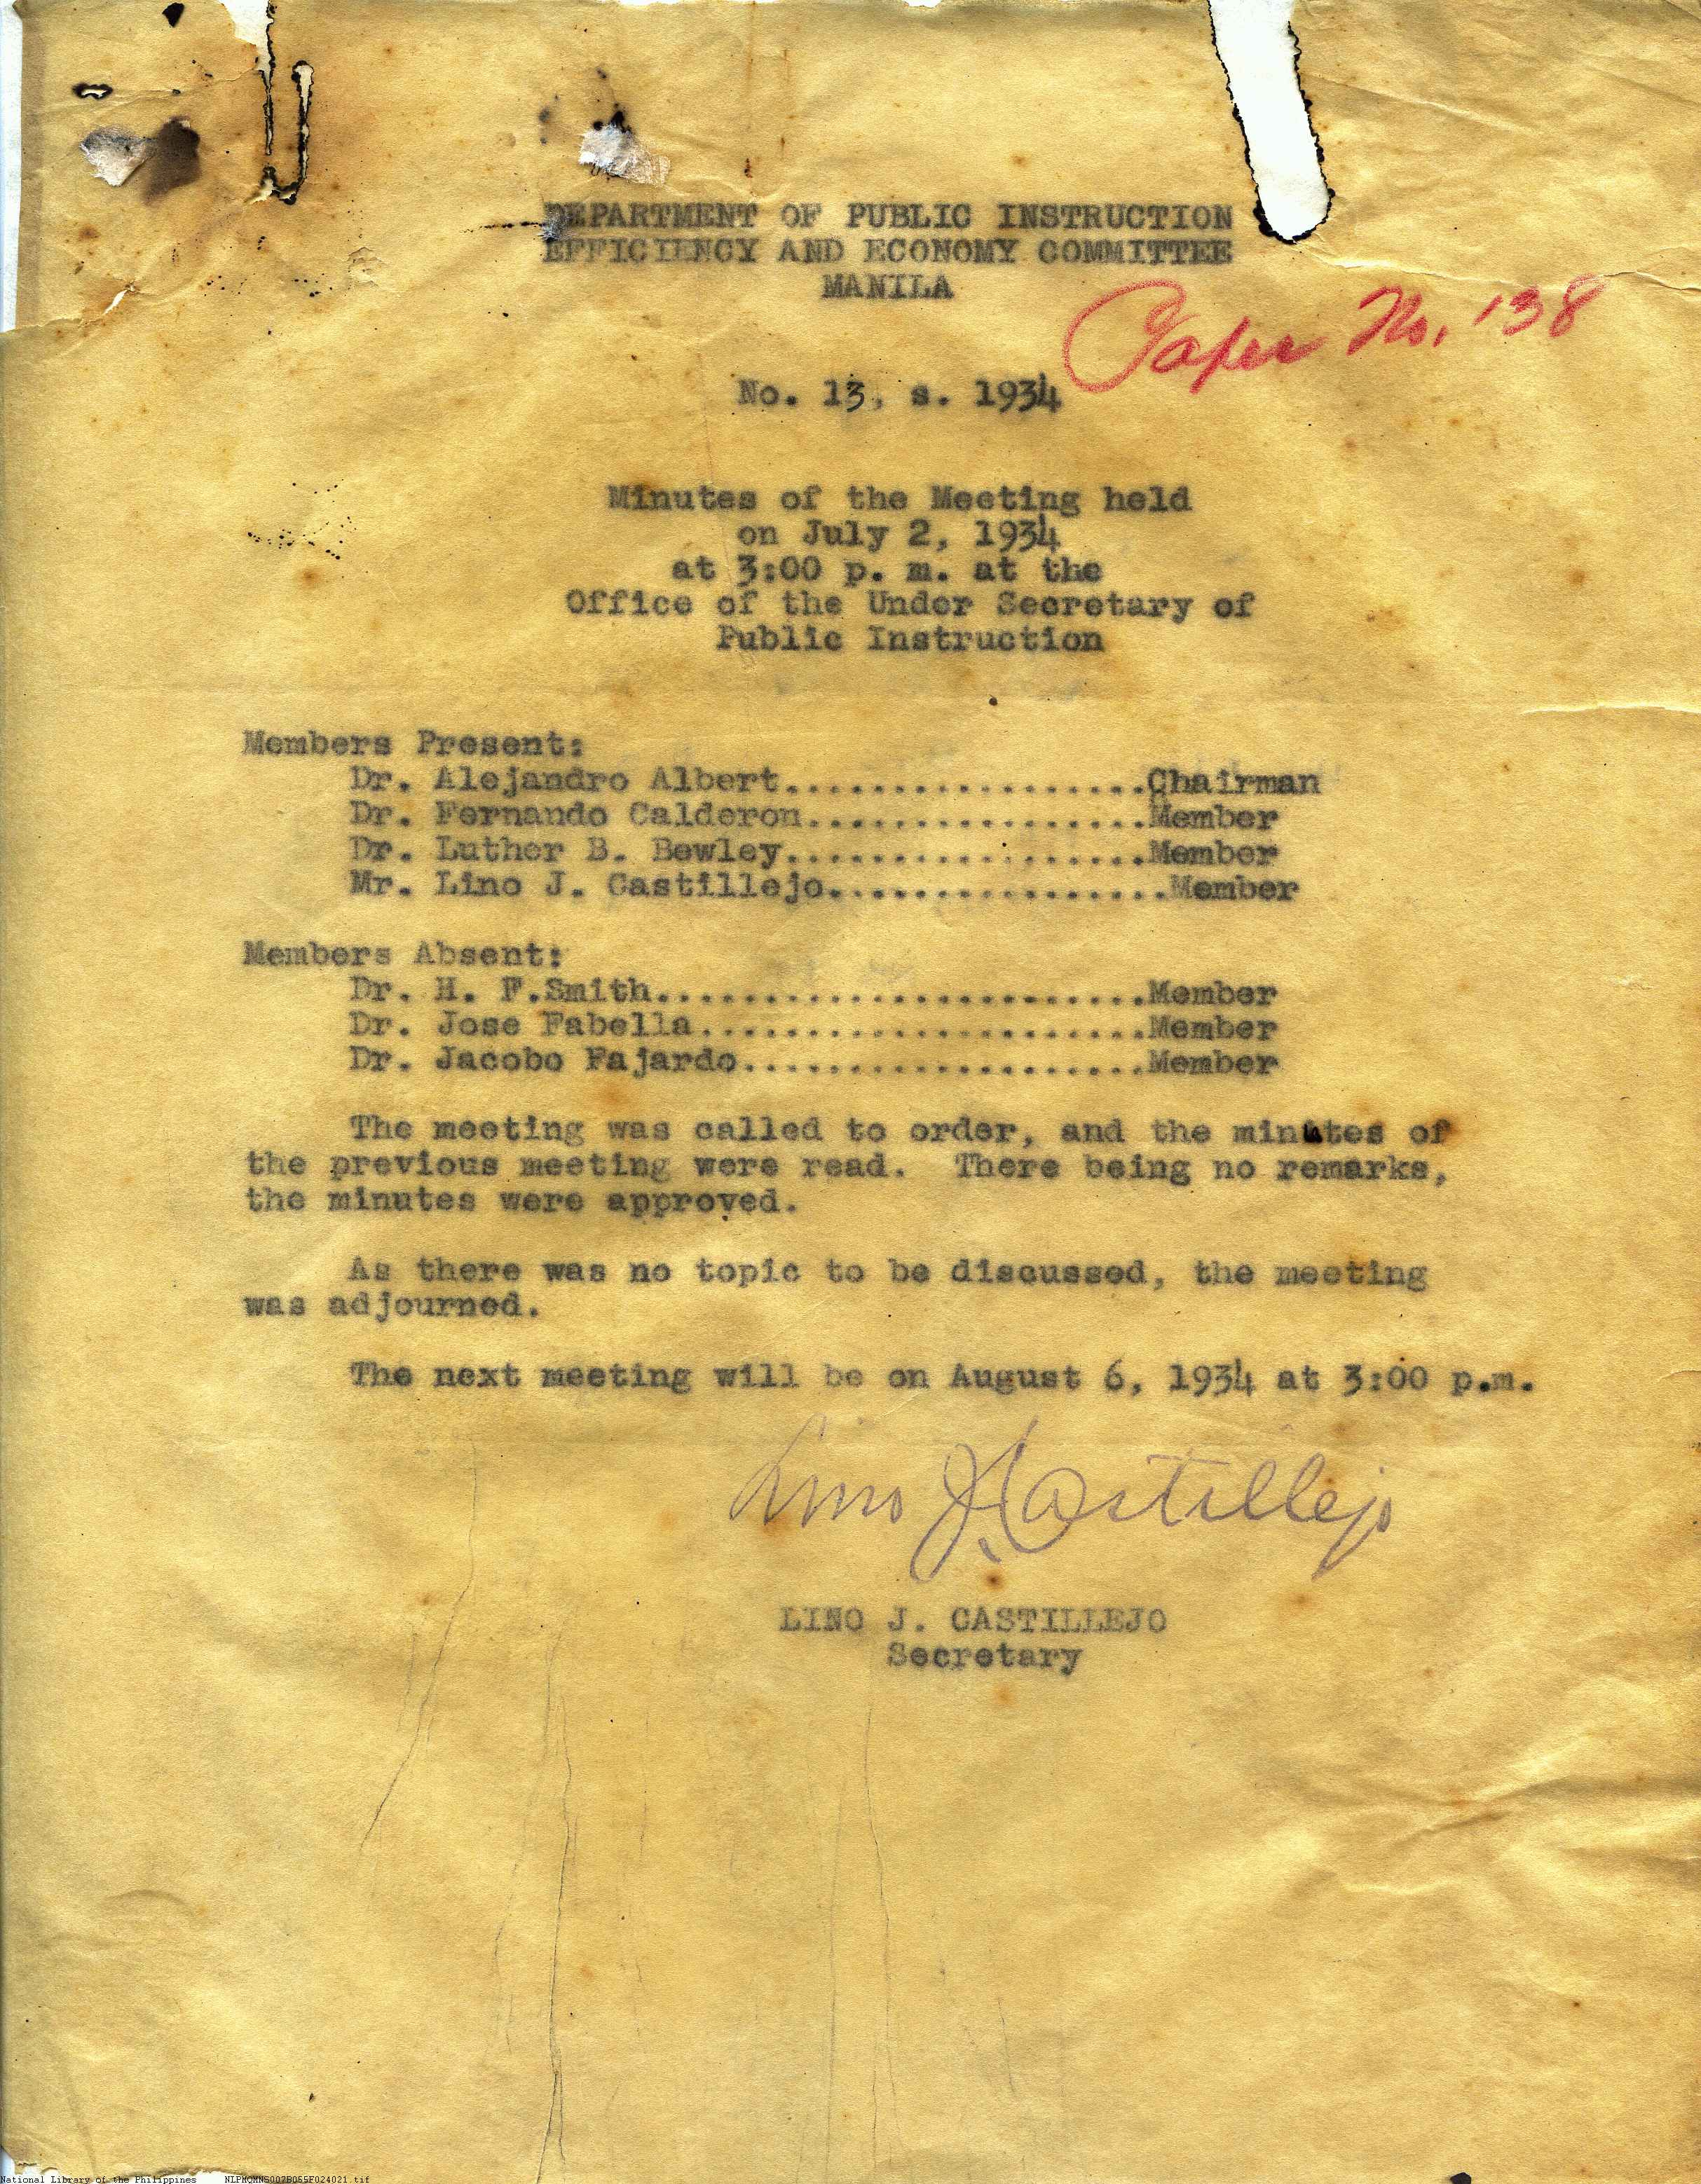 DEPARTMENT OF PUBLIC INSTRUCTION
EFFICIENCY AND ECONOMY COMMITTEE
MANILA
Paper No. 138
No. 13, s. 1934
Minutes of the Meeting held
on July 2, 1934
at 3:00 p. m. at the
Office of the Under Secretary of
Public Instruction
Members Present:
Dr. Alejandro Albert.................Chairman
Dr. Fernando Calderon................Member
Dr. Luther B. Bewley.................Member
Mr. Lino J. Castillejo................Member
Members Absent:
Dr. H. F.Smith.......................Member
Dr. Jose Fabella.....................Member
Dr. Jacobo Fajardo...................Member
The meeting was called to order, and the minutes of
the previous meeting were read. There being no remarks,
the minutes were approved.
As there was no topic to be discussed, the meeting
was adjourned.
The next meeting will be on August 6, 1934 at 3:00 p.m.
Lino J. Castillejo
LINO J. CASTILLEJO
Secretary
National Library of the Philippines NLPMQMNS007B055F024021.tif